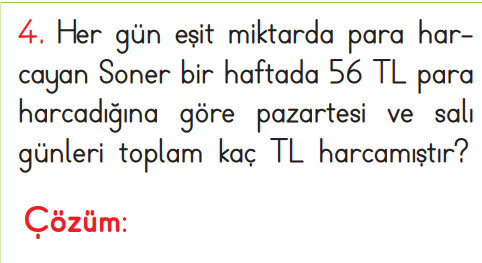 4. Her gün eşit miktarda para har-
cayan Soner bir haftada 56 TL para
harcadığına göre pazartesi ve salı
günleri toplam kaç TL harcamıştır?
Çözüm: